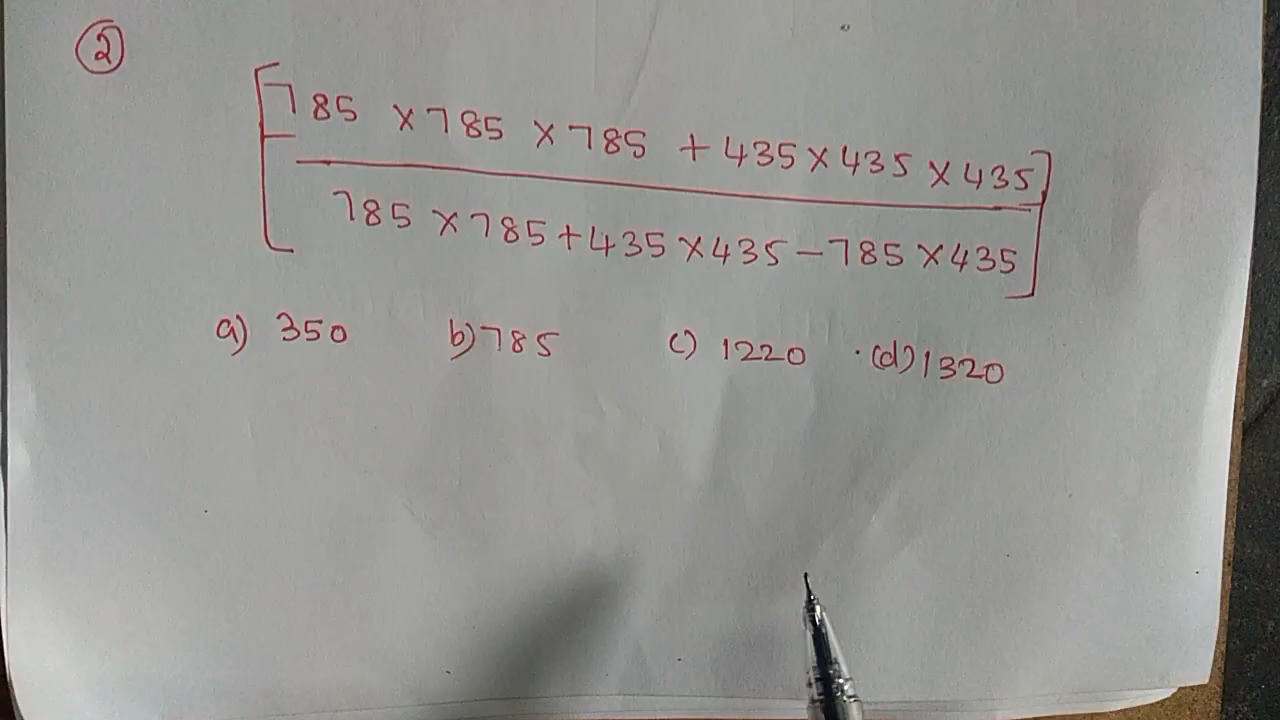 2
785 × 785 × 785 + 435 × 435 × 435
785 × 785 + 435 × 435 – 785 × 435
a) 350 b) 785 c) 1220 (d) 1320